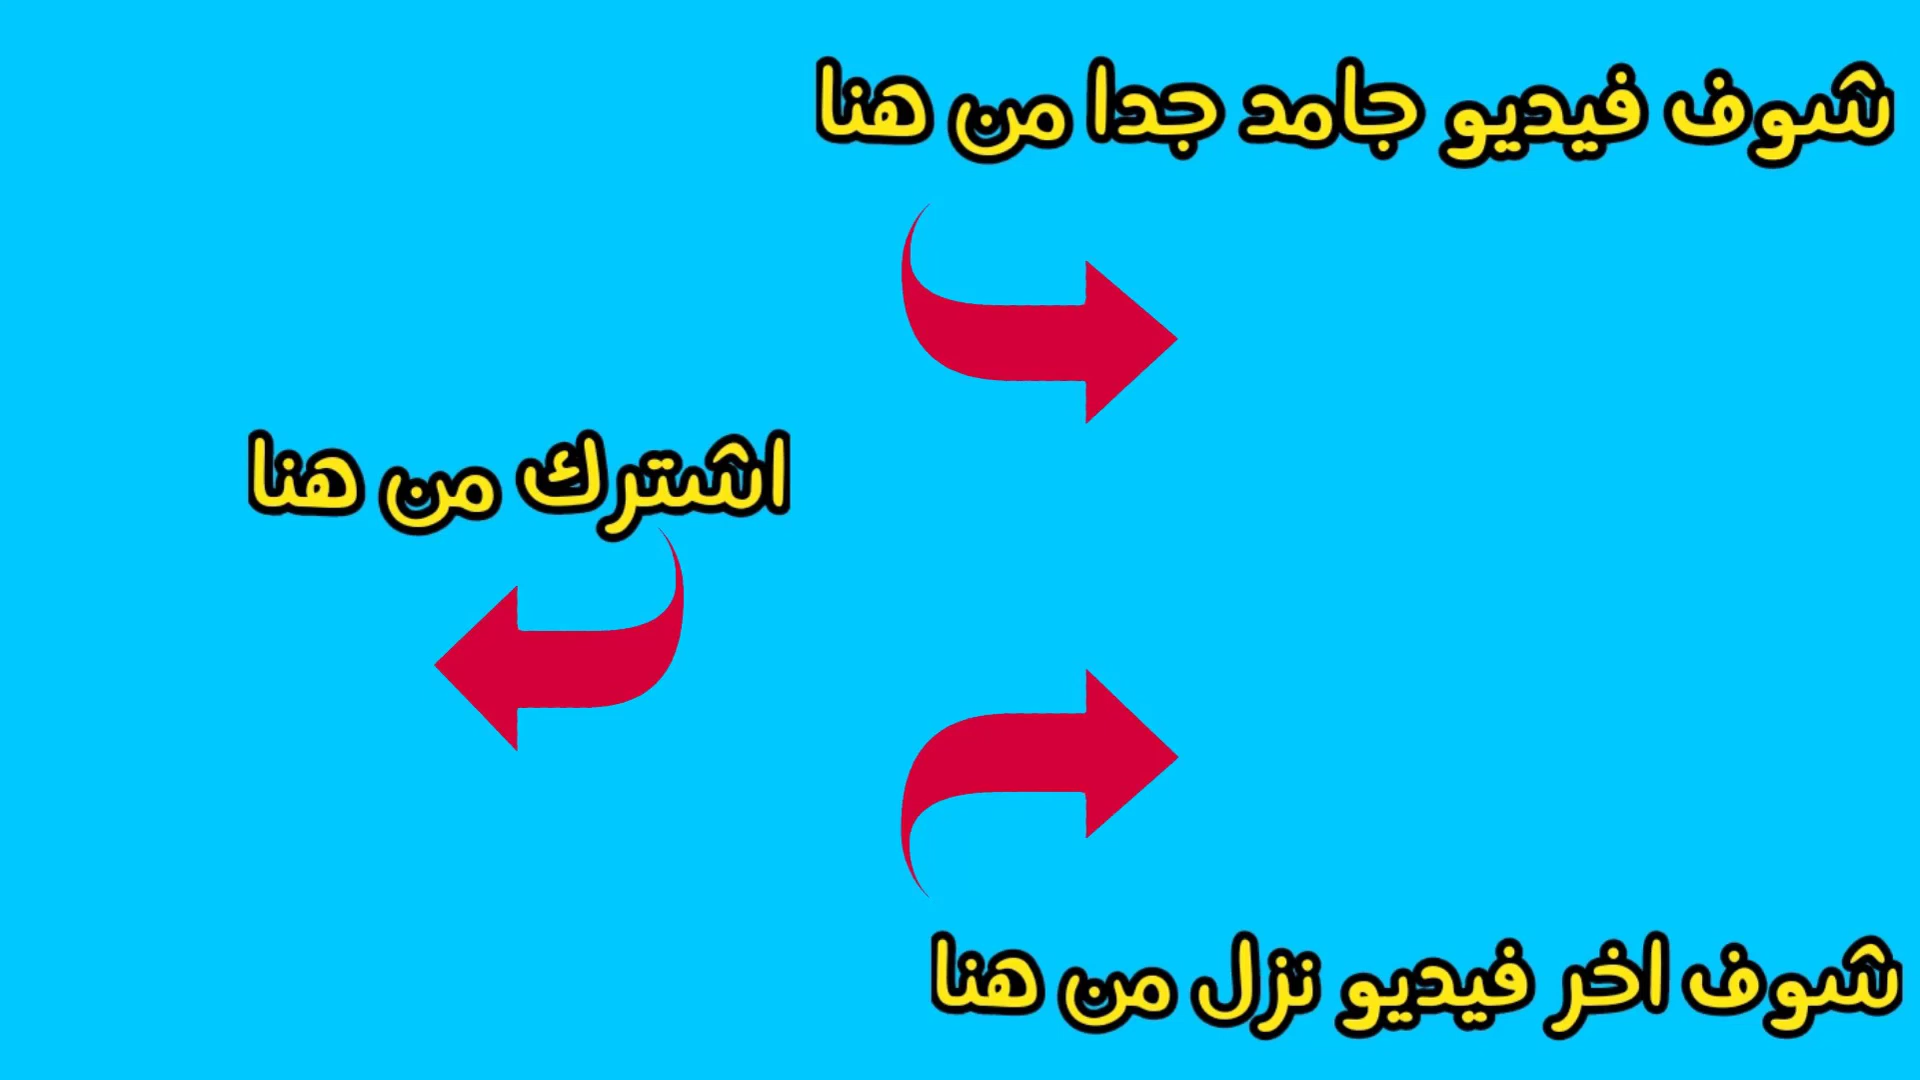 شوف فيديو جامد جدا من هنا
اشترك من هنا
شوف اخر فيديو نزل من هنا